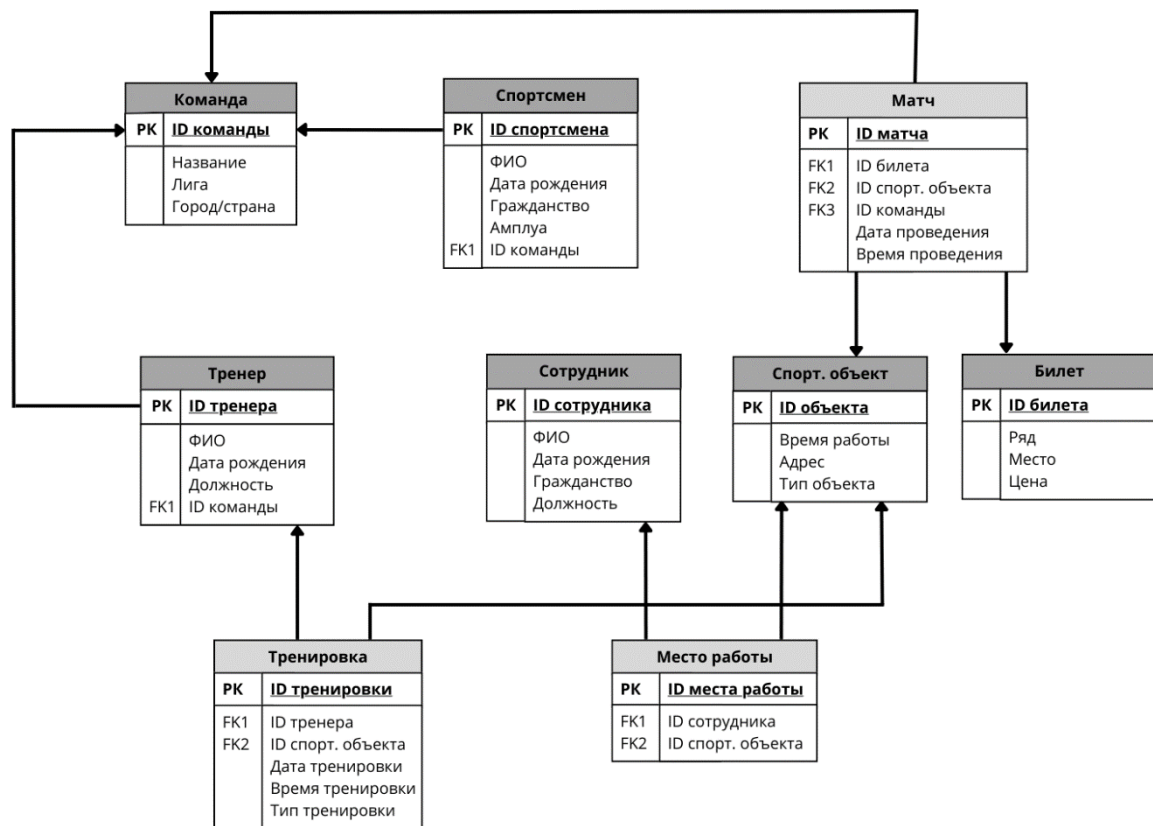 Команда
PK ID команды
Название
Лига
Город/страна
Спортсмен
PK ID спортсмена
ФИО
Дата рождения
Гражданство
Амплуа
FK1 ID команды
Матч
PK ID матча
FK1 ID билета
FK2 ID спорт. объекта
FK3 ID команды
Дата проведения
Время проведения
Тренер
PK ID тренера
ФИО
Дата рождения
Должность
FK1 ID команды
Сотрудник
PK ID сотрудника
ФИО
Дата рождения
Гражданство
Должность
Спорт. объект
PK ID объекта
Время работы
Адрес
Тип объекта
Билет
PK ID билета
Ряд
Место
Цена
Тренировка
PK ID тренировки
FK1 ID тренера
FK2 ID спорт. объекта
Дата тренировки
Время тренировки
Тип тренировки
Место работы
PK ID места работы
FK1 ID сотрудника
FK2 ID спорт. объекта